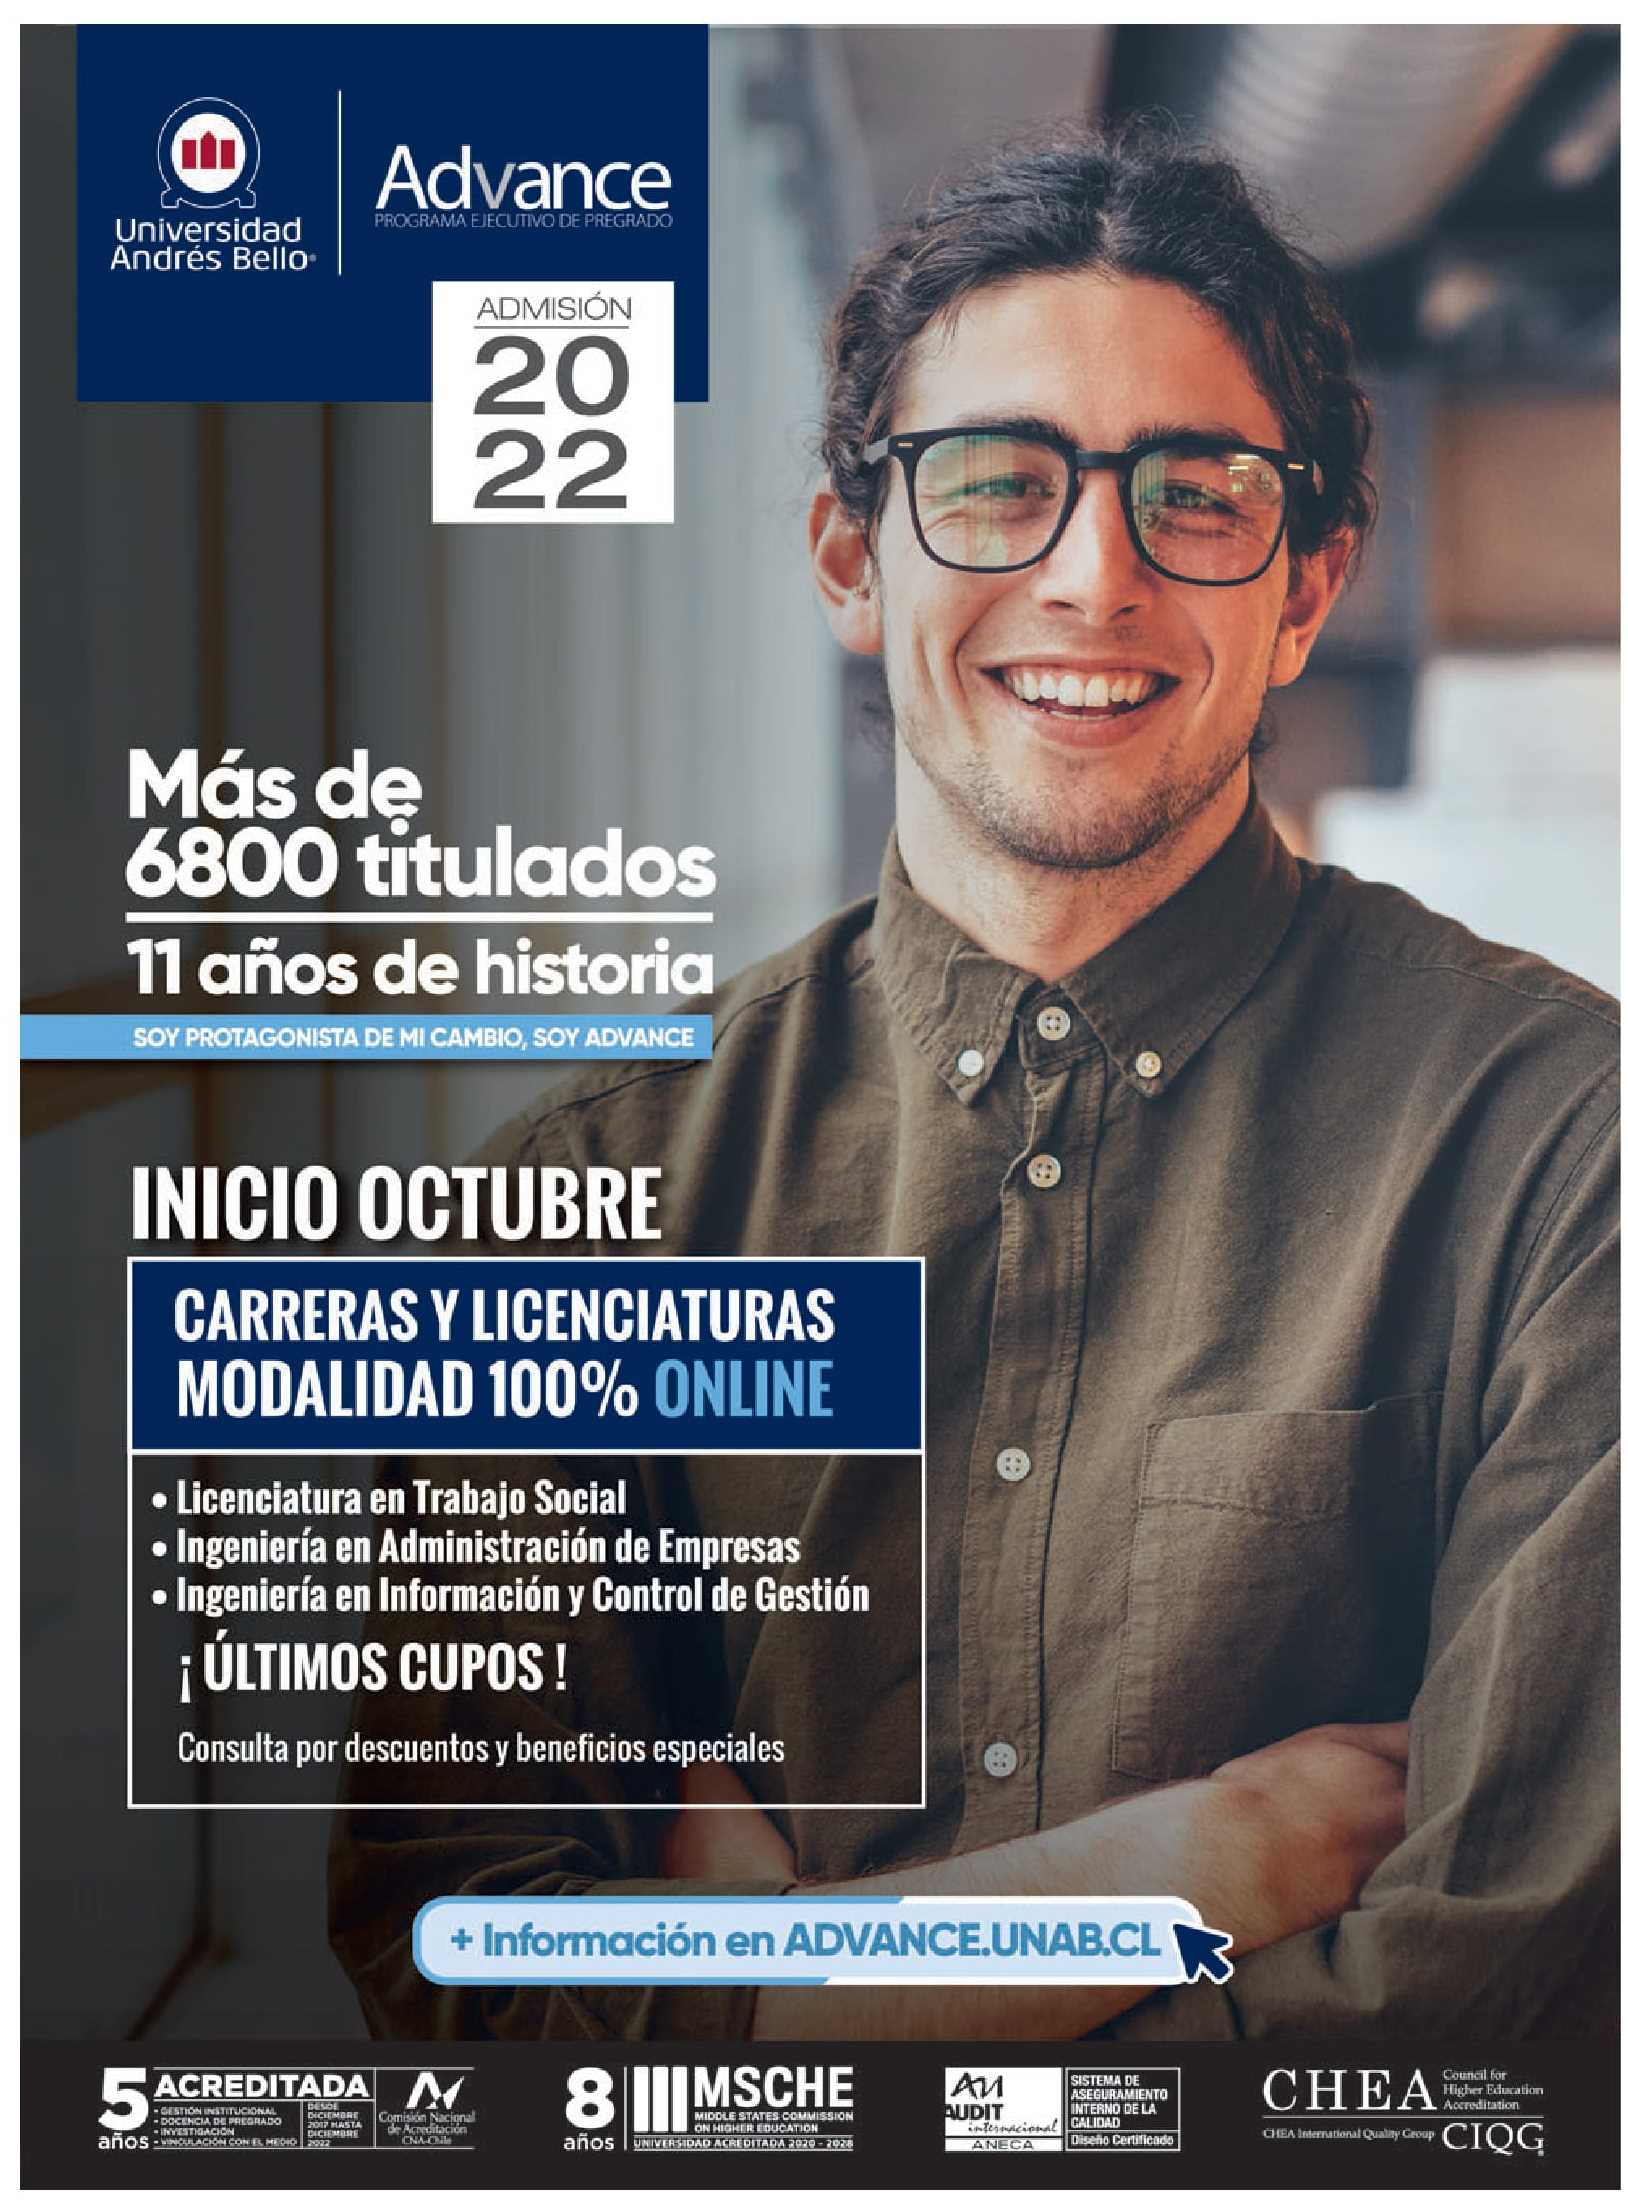 Universidad
Andrés Bello
Advance
PROGRAMA EJECUTIVO DE PREGRADO
ADMISIÓN
20
22
Más de
6800 titulados
11 años de historia
SOY PROTAGONISTA DE MI CAMBIO, SOY ADVANCE
INICIO OCTUBRE
CARRERAS Y LICENCIATURAS
MODALIDAD 100% ONLINE
• Licenciatura en Trabajo Social
• Ingeniería en Administración de Empresas
• Ingeniería en Información y Control de Gestión
¡ ÚLTIMOS CUPOS !
Consulta por descuentos y beneficios especiales
+ Información en ADVANCE.UNAB.CL
5 años
ACREDITADA
• GESTIÓN INSTITUCIONAL
• DOCENCIA DE PREGRADO
• INVESTIGACIÓN
• VINCULACIÓN CON EL MEDIO
DESDE
DICIEMBRE
2017 HASTA
DICIEMBRE
2022
Comisión Nacional
de Acreditación
CNA-Chile
8 años
MSCHE
MIDDLE STATES COMMISSION
ON HIGHER EDUCATION
UNIVERSIDAD ACREDITADA 2020 - 2028
AUDIT
internacional
ANECA
SISTEMA DE
ASEGURAMIENTO
INTERNO DE LA
CALIDAD
Diseño Certificado
CHEA
Council for
Higher Education
Accreditation
CHEA International Quality Group
CIQG